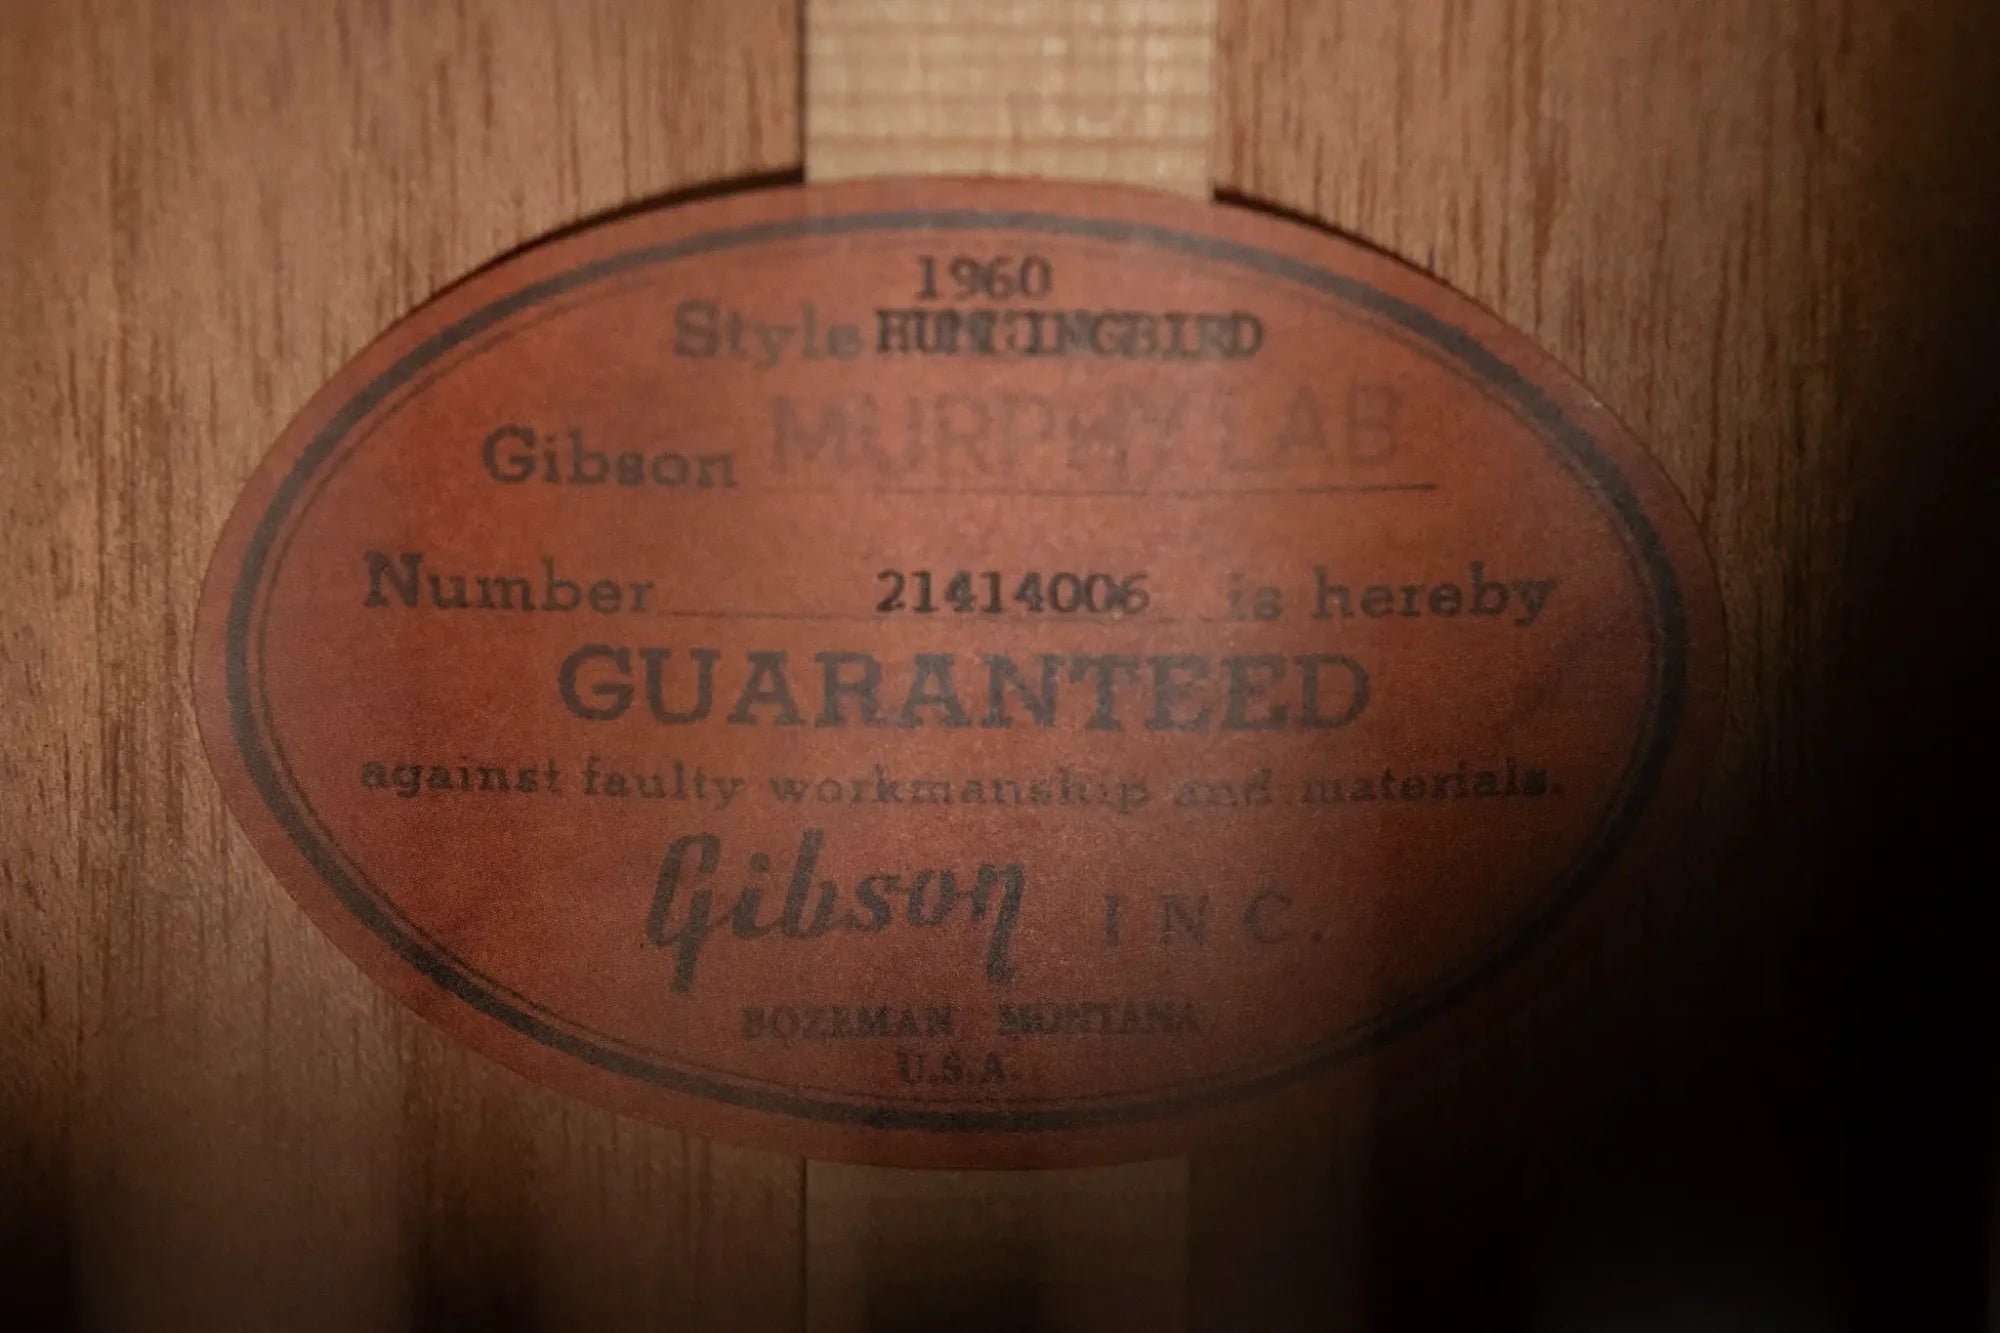 1960
Style HUMMINGBIRD
Gibson MURPHY LAB
Number 21414006 is hereby
GUARANTEED
against faulty workmanship and materials.
Gibson INC.
BOZEMAN MONTANA
U.S.A.